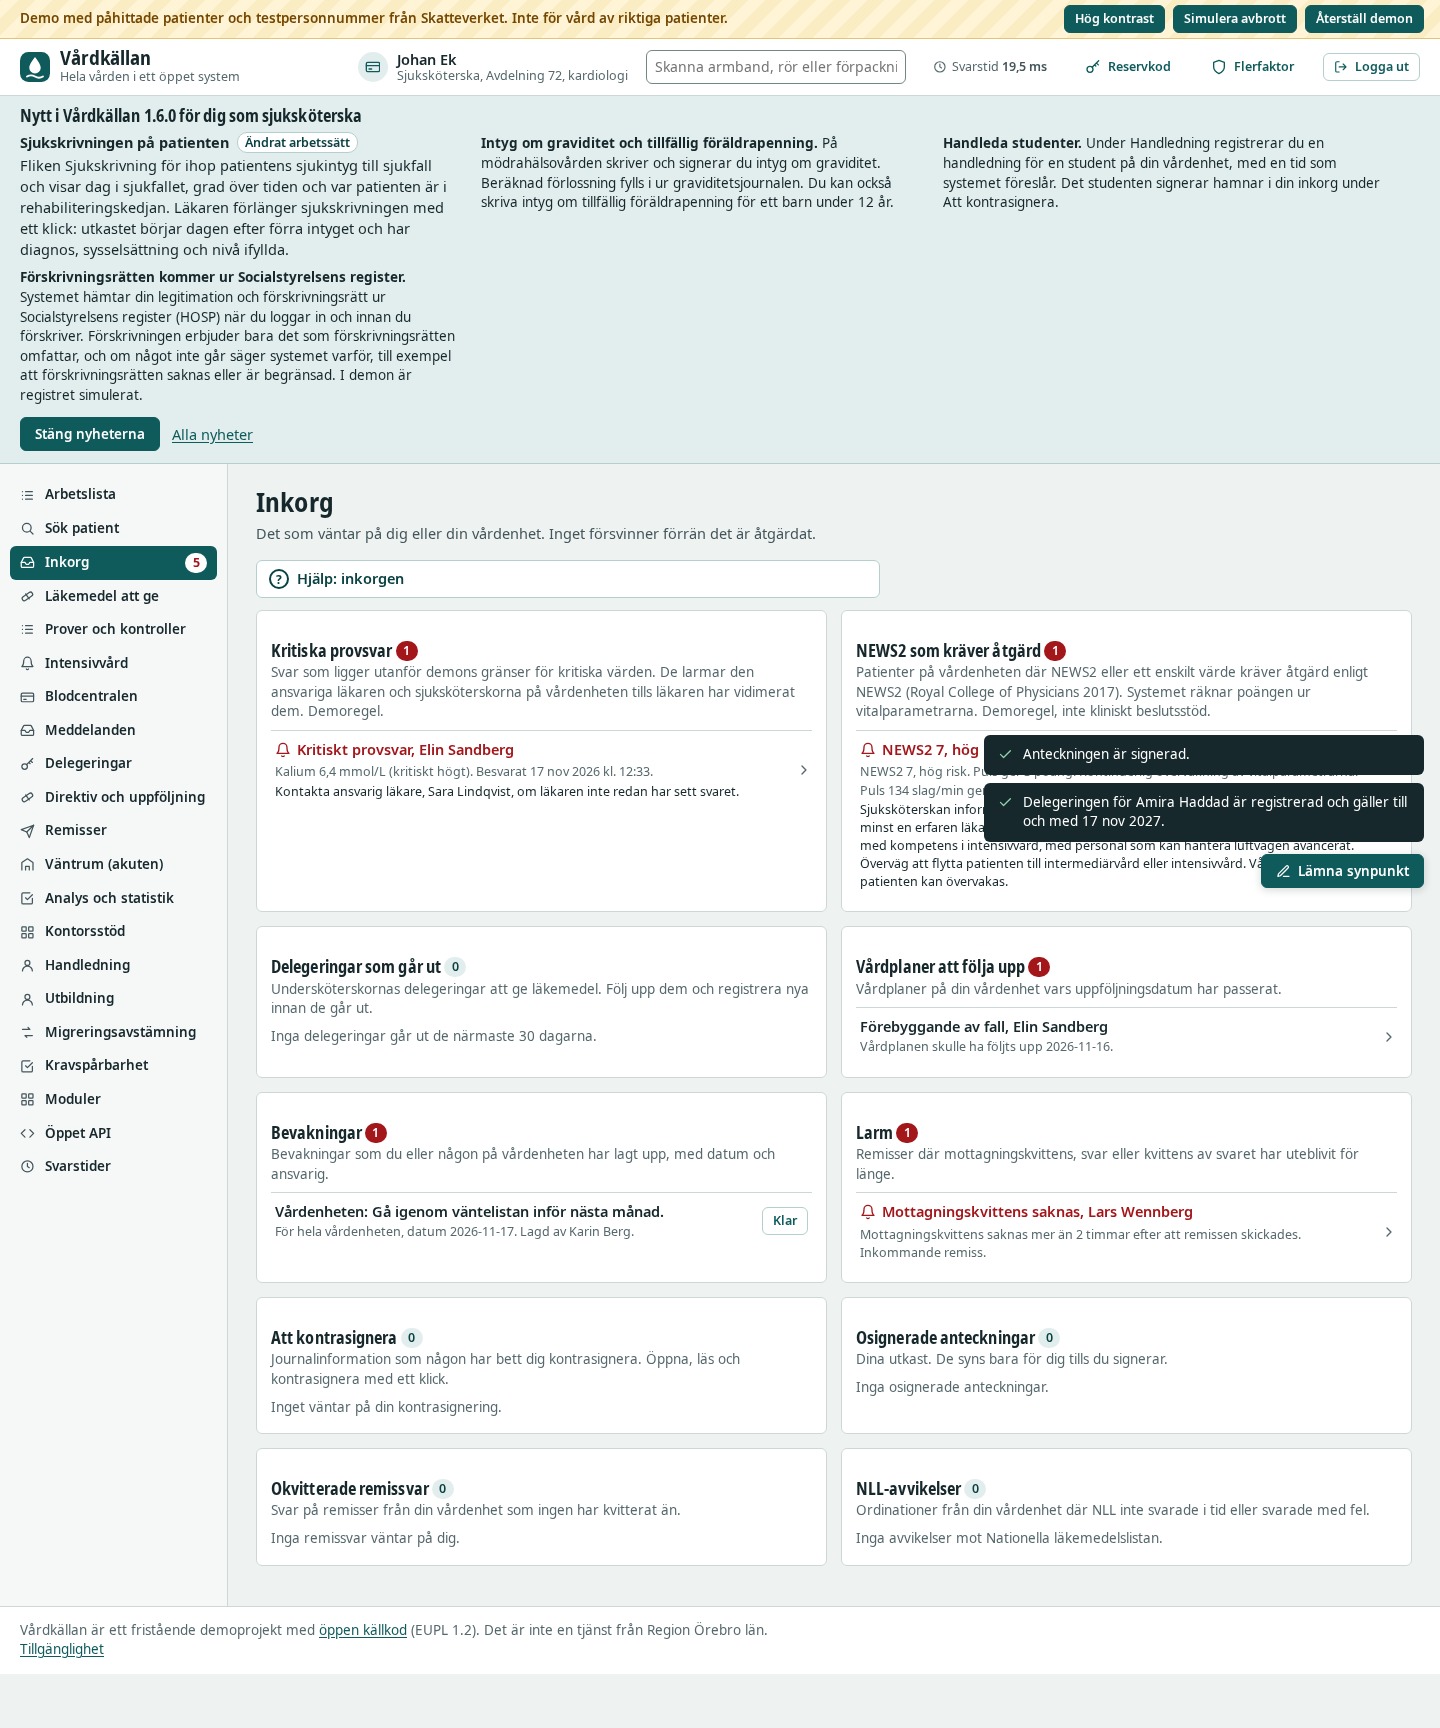 Demo med påhittade patienter och testpersonnummer från Skatteverket. Inte för vård av riktiga patienter.
Hög kontrast
Simulera avbrott
Återställ demon
Vårdkällan
Hela vården i ett öppet system
Johan Ek
Sjuksköterska, Avdelning 72, kardiologi
Skanna armband, rör eller förpackni
Svarstid 19,5 ms
Reservkod
Flerfaktor
Logga ut
Nytt i Vårdkällan 1.6.0 för dig som sjuksköterska
Sjukskrivningen på patienten
Ändrat arbetssätt
Fliken Sjukskrivning får ihop patientens sjukintyg till sjukfall
och visar dag i sjukfallet, grad över tiden och var patienten är i
rehabiliteringskedjan. Läkaren förlänger sjukskrivningen med
ett klick: utkastet börjar dagen efter förra intyget och har
diagnos, sysselsättning och nivå ifyllda.
Förskrivningsrätten kommer ur Socialstyrelsens register.
Systemet hämtar din legitimation och förskrivningsrätt ur
Socialstyrelsens register (HOSP) när du loggar in och innan du
förskriver. Förskrivningen erbjuder bara det som förskrivningsrätten
omfattar, och om något inte går säger systemet varför, till exempel
att förskrivningsrätten saknas eller är begränsad. I demon är
registret simulerat.
Intyg om graviditet och tillfällig föräldrapenning. På
mödrahälsovården skriver och signerar du intyg om graviditet.
Beräknad förlossning fylls i ur graviditetsjournalen. Du kan också
skriva intyg om tillfällig föräldrapenning för ett barn under 12 år.
Handleda studenter. Under Handledning registrerar du en
handledning för en student på din vårdenhet, med en tid som
systemet föreslår. Det studenten signerar hamnar i din inkorg under
Att kontrasignera.
Stäng nyheterna
Alla nyheter
Arbetslista
Sök patient
Inkorg
5
Läkemedel att ge
Prover och kontroller
Intensivvård
Blodcentralen
Meddelanden
Delegeringar
Direktiv och uppföljning
Remisser
Väntrum (akuten)
Analys och statistik
Kontorsstöd
Handledning
Utbildning
Migreringsavstämning
Kravspårbarhet
Moduler
Öppet API
Svarstider
Inkorg
Det som väntar på dig eller din vårdenhet. Inget försvinner förrän det är åtgärdat.
? Hjälp: inkorgen
Kritiska provsvar 1
Svar som ligger utanför demons gränser för kritiska värden. De larmar den
ansvariga läkaren och sjuksköterskorna på vårdenheten tills läkaren har vidimerat
dem. Demoregel.
Kritiskt provsvar, Elin Sandberg
Kalium 6,4 mmol/L (kritiskt högt). Besvarat 17 nov 2026 kl. 12:33.
Kontakta ansvarig läkare, Sara Lindqvist, om läkaren inte redan har sett svaret.
NEWS2 som kräver åtgärd 1
Patienter på vårdenheten där NEWS2 eller ett enskilt värde kräver åtgärd enligt
NEWS2 (Royal College of Physicians 2017). Systemet räknar poängen ur
vitalparametrarna. Demoregel, inte kliniskt beslutsstöd.
NEWS2 7, hög
NEWS2 7, hög risk.
Puls 134 slag/min
Sjuksköterskan
minst en erfaren
med kompetens i intensivvård, med personal som kan hantera luftvägen avancerat.
Överväg att flytta patienten till intermediärvård eller intensivvård.
patienten kan övervakas.
Anteckningen är signerad.
Delegeringen för Amira Haddad är registrerad och gäller till
och med 17 nov 2027.
Lämna synpunkt
Delegeringar som går ut 0
Undersköterskornas delegeringar att ge läkemedel. Följ upp dem och registrera nya
innan de går ut.
Inga delegeringar går ut de närmaste 30 dagarna.
Vårdplaner att följa upp 1
Vårdplaner på din vårdenhet vars uppföljningsdatum har passerat.
Förebyggande av fall, Elin Sandberg
Vårdplanen skulle ha följts upp 2026-11-16.
Bevakningar 1
Bevakningar som du eller någon på vårdenheten har lagt upp, med datum och
ansvarig.
Vårdenheten: Gå igenom väntelistan inför nästa månad.
För hela vårdenheten, datum 2026-11-17. Lagd av Karin Berg.
Klar
Larm 1
Remisser där mottagningskvittens, svar eller kvittens av svaret har uteblivit för
länge.
Mottagningskvittens saknas, Lars Wennberg
Mottagningskvittens saknas mer än 2 timmar efter att remissen skickades.
Inkommande remiss.
Att kontrasignera 0
Journalinformation som någon har bett dig kontrasignera. Öppna, läs och
kontrasignera med ett klick.
Inget väntar på din kontrasignering.
Osignerade anteckningar 0
Dina utkast. De syns bara för dig tills du signerar.
Inga osignerade anteckningar.
Okvitterade remissvar 0
Svar på remisser från din vårdenhet som ingen har kvitterat än.
Inga remissvar väntar på dig.
NLL-avvikelser 0
Ordinationer från din vårdenhet där NLL inte svarade i tid eller svarade med fel.
Inga avvikelser mot Nationella läkemedelslistan.
Vårdkällan är ett fristående demoprojekt med öppen källkod (EUPL 1.2). Det är inte en tjänst från Region Örebro län.
Tillgänglighet